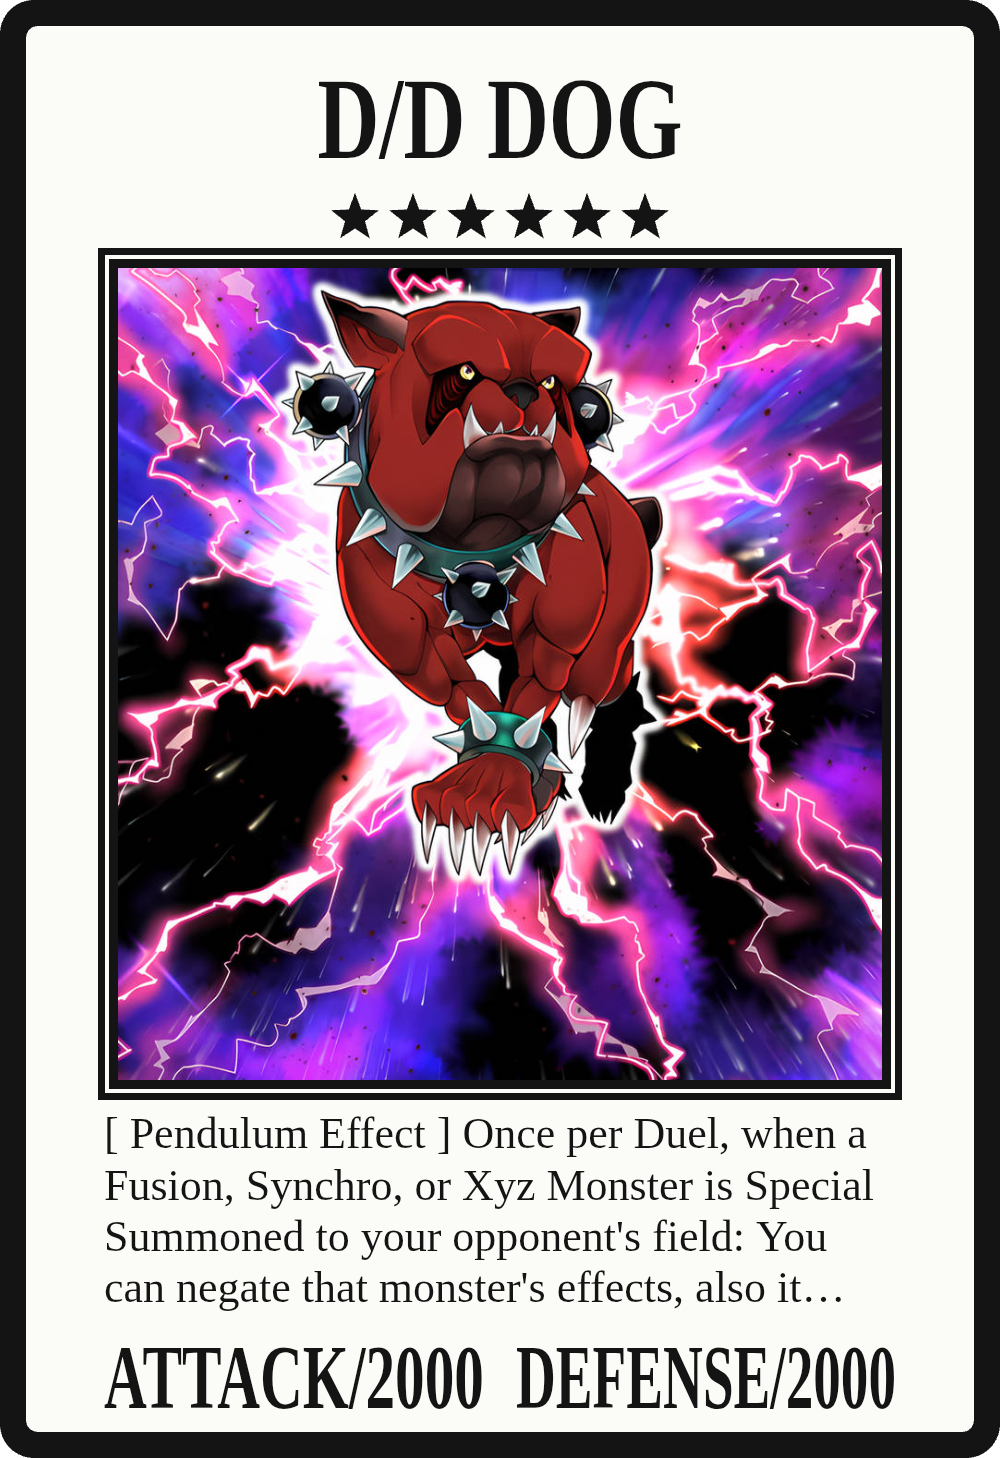 D/D DOG
[ Pendulum Effect ] Once per Duel, when a
Fusion, Synchro, or Xyz Monster is Special
Summoned to your opponent's field: You
can negate that monster's effects, also it…
ATTACK/2000 DEFENSE/2000